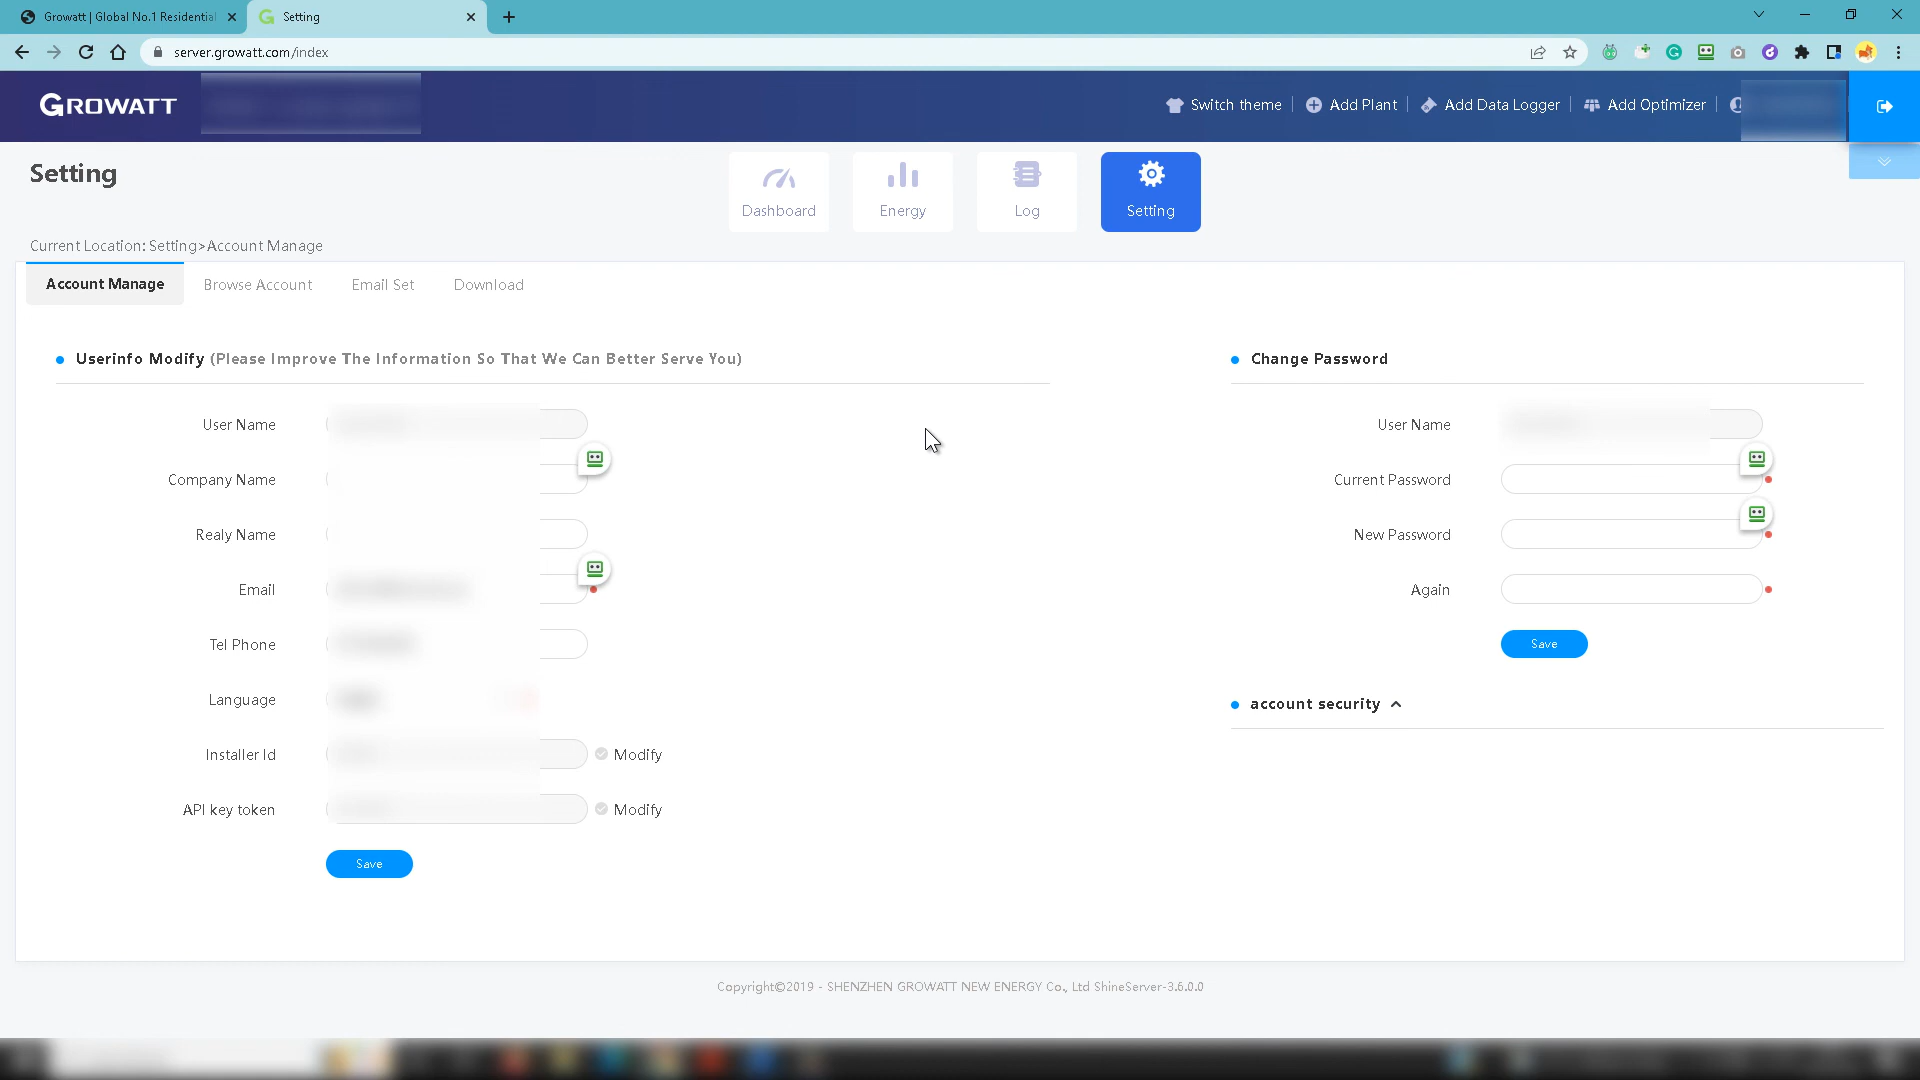 Growatt | Global No.1 Residential
Setting
server.growatt.com/index
GROWATT
Switch theme
Add Plant
Add Data Logger
Add Optimizer
Setting
Dashboard
Energy
Log
Setting
Current Location: Setting>Account Manage
Account Manage
Browse Account
Email Set
Download
Userinfo Modify (Please Improve The Information So That We Can Better Serve You)
User Name
Company Name
Realy Name
Email
Tel Phone
Language
Installer Id
Modify
API key token
Modify
Save
Change Password
User Name
Current Password
New Password
Again
Save
account security
Copyright©2019 - SHENZHEN GROWATT NEW ENERGY Co., Ltd ShineServer-3.6.0.0